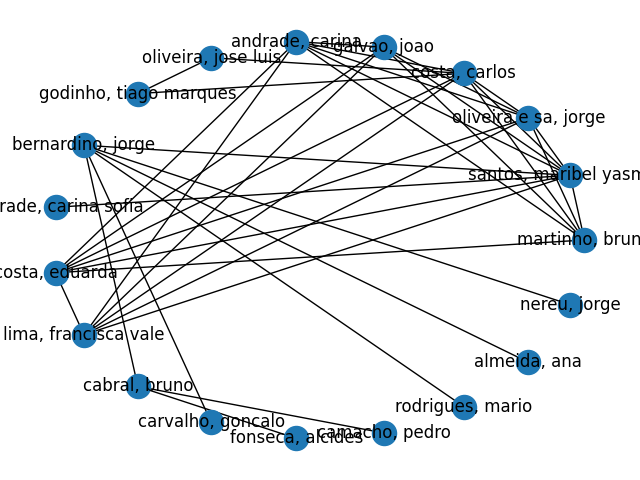 andrade, carina
galvao, joao
oliveira, jose luis
costa, carlos
godinho, tiago marques
oliveira e sa, jorge
bernardino, jorge
santos, maribel yasm
rade, carina sofia
martinho, brun
costa, eduarda
nereu, jorge
lima, francisca vale
almeida, ana
cabral, bruno
rodrigues, mario
carvalho, goncalo
camacho, pedro
fonseca, alcides